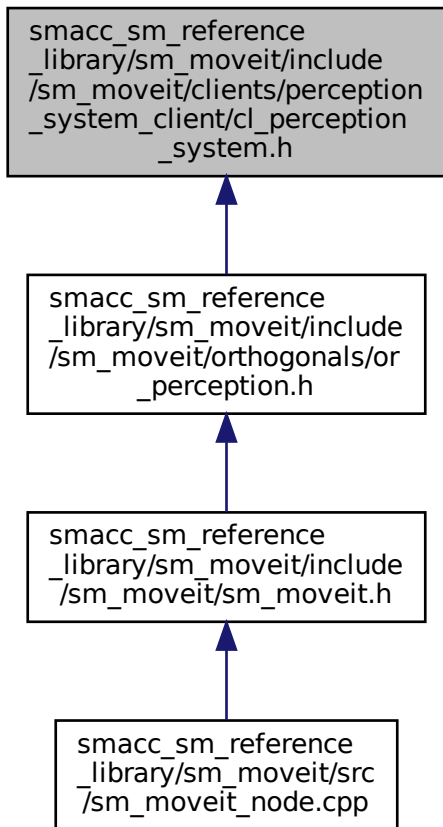 smacc_sm_reference
_library/sm_moveit/include
/sm_moveit/clients/perception
_system_client/cl_perception
_system.h
smacc_sm_reference
_library/sm_moveit/include
/sm_moveit/orthogonals/or
_perception.h
smacc_sm_reference
_library/sm_moveit/include
/sm_moveit/sm_moveit.h
smacc_sm_reference
_library/sm_moveit/src
/sm_moveit_node.cpp